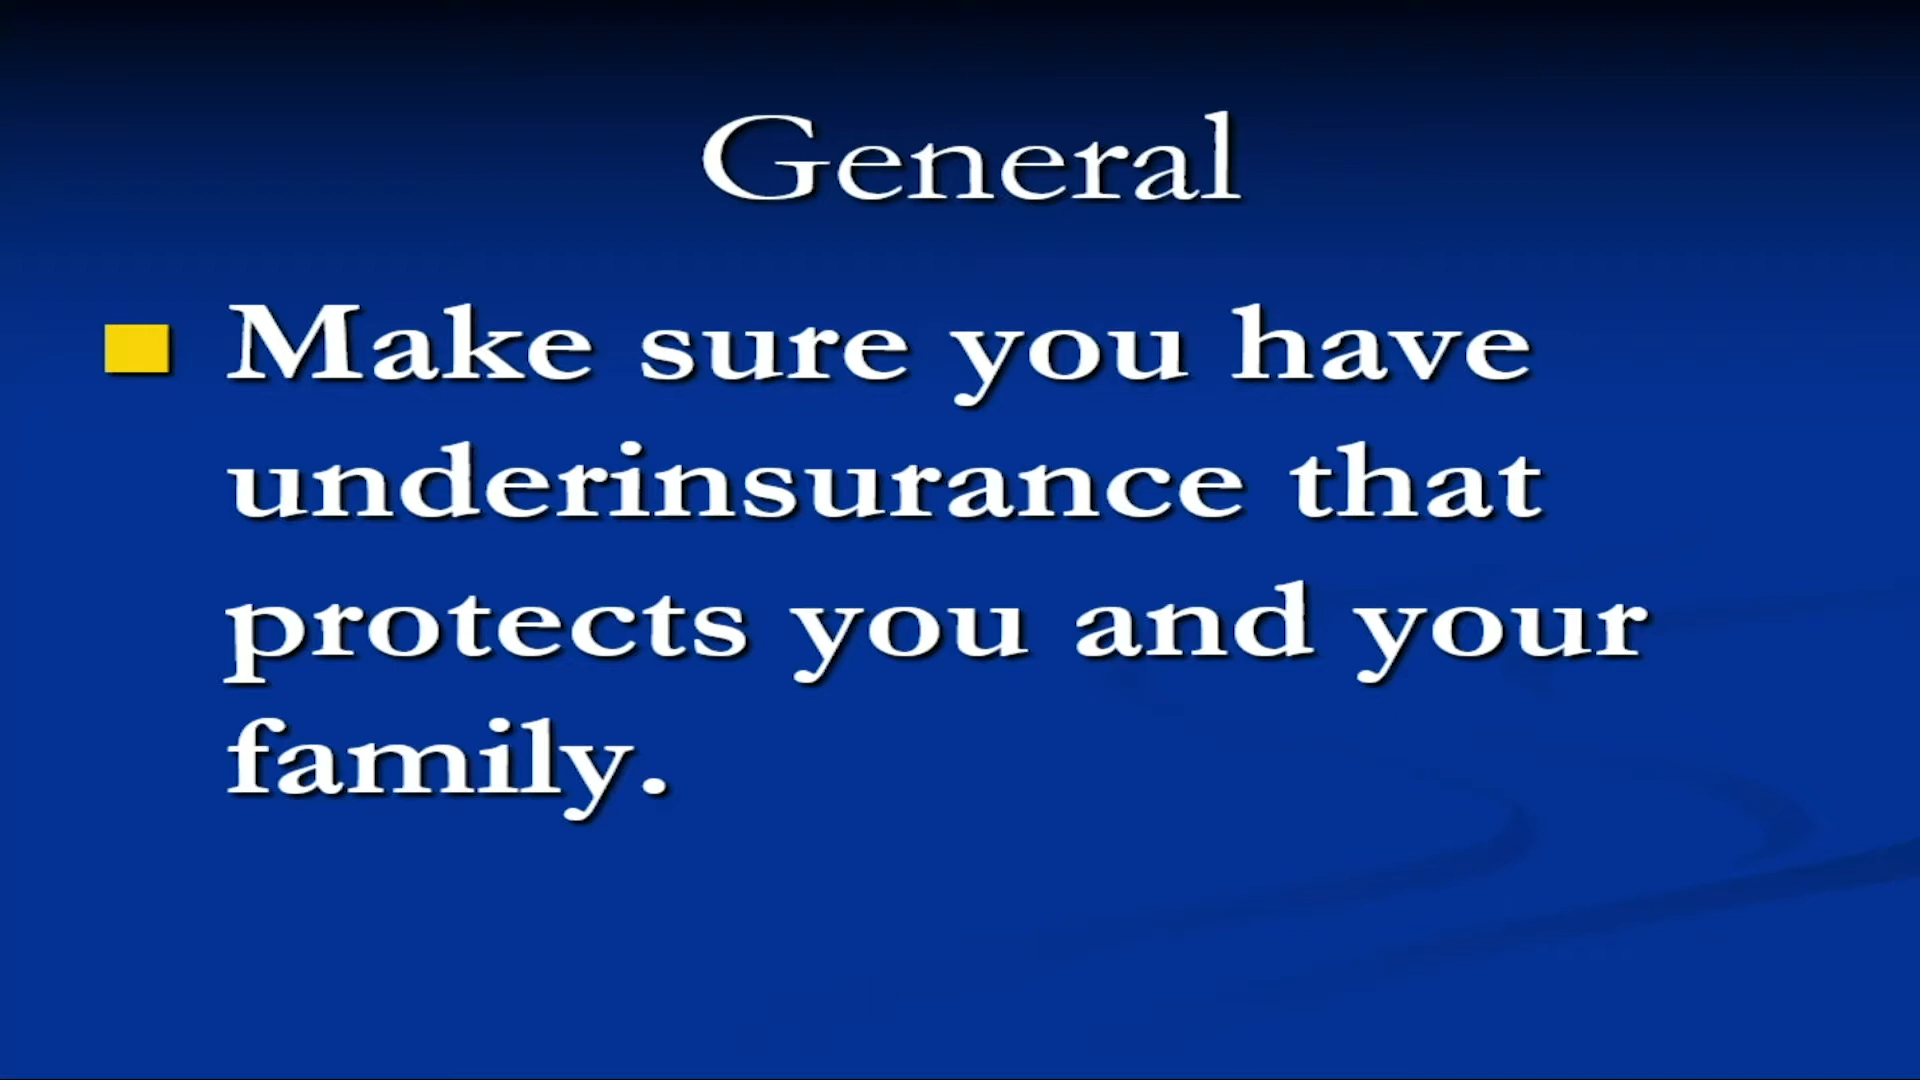 General
Make sure you have
underinsurance that
protects you and your
family.